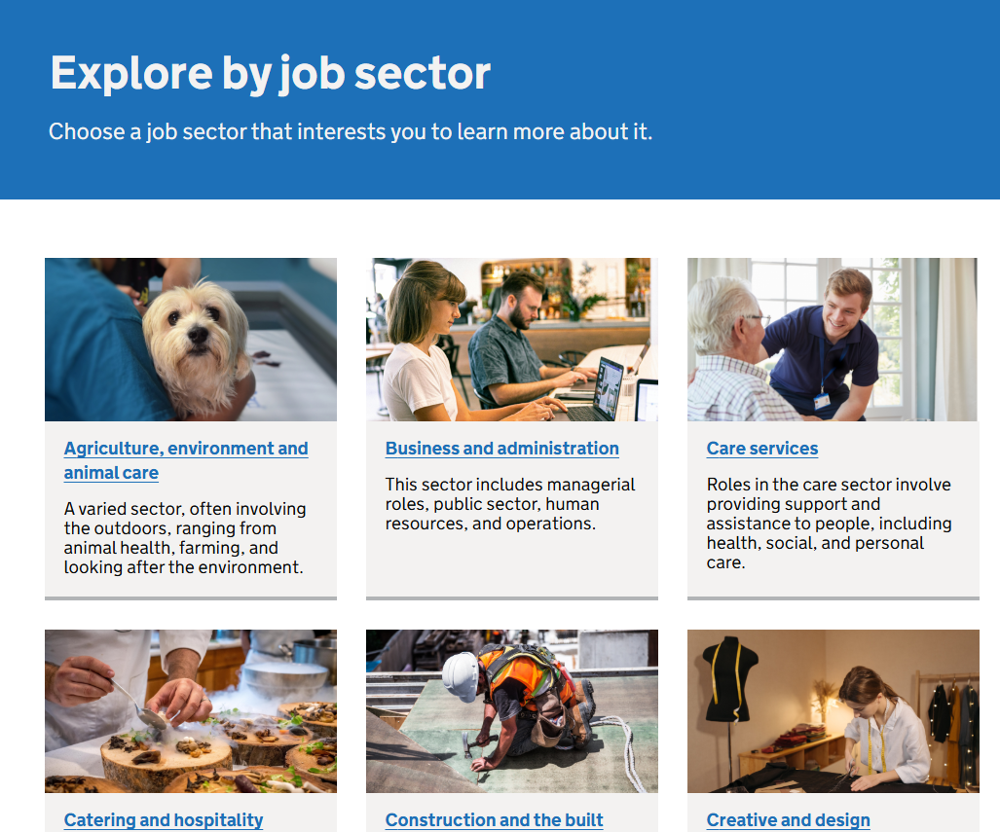 Explore by job sector
Choose a job sector that interests you to learn more about it.
Agriculture, environment and
animal care
A varied sector, often involving
the outdoors, ranging from
animal health, farming, and
looking after the environment.
Business and administration
This sector includes managerial
roles, public sector, human
resources, and operations.
Care services
Roles in the care sector involve
providing support and
assistance to people, including
health, social, and personal
care.
Catering and hospitality
Construction and the built
Creative and design